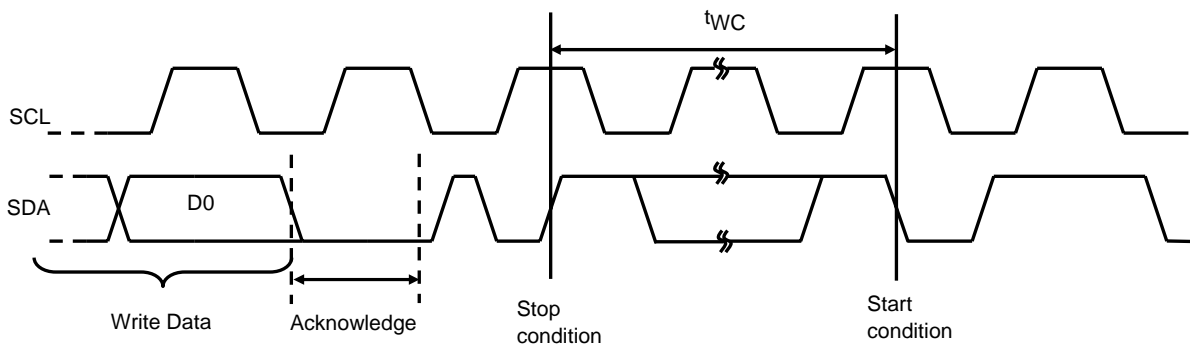 tWC
SCL
D0
SDA
Write Data
Acknowledge
Stop
condition
Start
condition